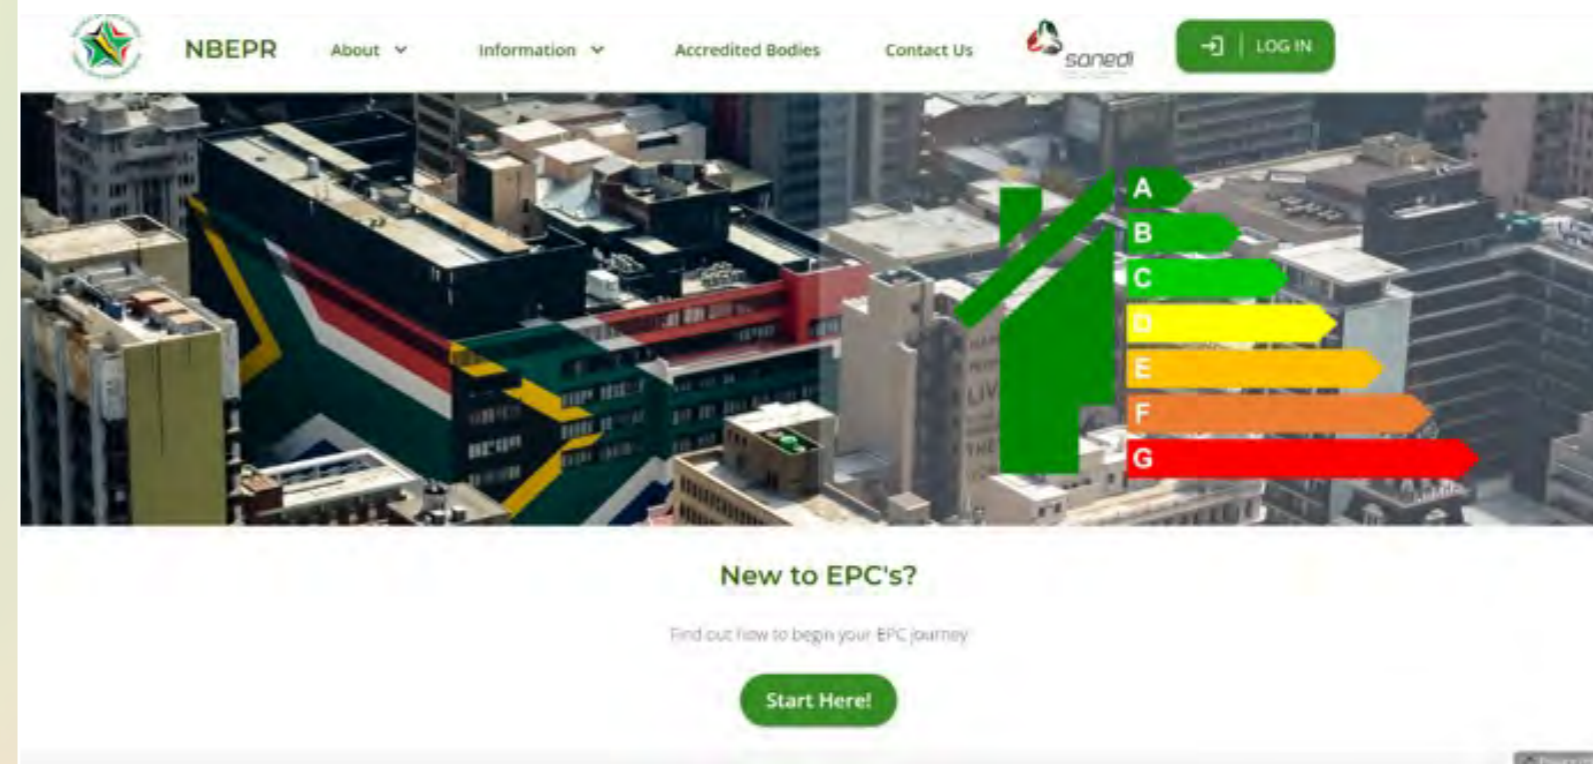 NBEPR
About
Information
Accredited Bodies
Contact Us
sanedi
LOG IN
A
B
C
D
E
F
G
New to EPC's?
Find out how to begin your EPC journey
Start Here!